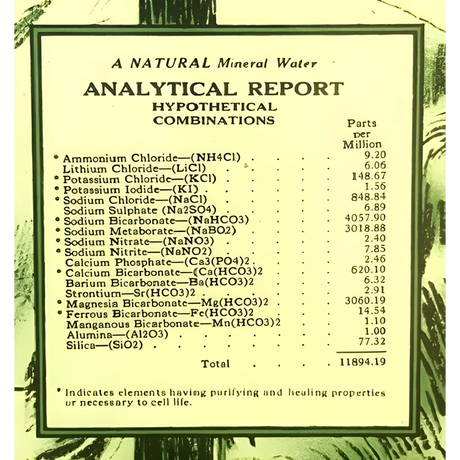 A NATURAL Mineral Water
ANALYTICAL REPORT
HYPOTHETICAL
COMBINATIONS
Parts
per
Million
* Ammonium Chloride—(NH4Cl) . . . . 9.20
Lithium Chloride—(LiCl) . . . . 6.06
* Potassium Chloride—(KCl) . . . . 148.67
* Potassium Iodide—(KI) . . . . . 1.56
* Sodium Chloride—(NaCl) . . . . 848.84
Sodium Sulphate (Na2SO4) . . . . 6.89
* Sodium Bicarbonate—(NaHCO3) . . . 4057.90
* Sodium Metaborate—(NaBO2) . . . . 3018.88
* Sodium Nitrate—(NaNO3) . . . . 2.40
* Sodium Nitrite—(NaNO2) . . . . 7.85
Calcium Phosphate—(Ca3(PO4)2 . . . 2.46
* Calcium Bicarbonate—(Ca(HCO3)2 . . . 620.10
Barium Bicarbonate—Ba(HCO3)2 . . . 6.32
Strontium—Sr(HCO3)2 . . . . . 2.91
* Magnesia Bicarbonate—Mg(HCO3)2 . . . 3060.19
* Ferrous Bicarbonate—Fe(HCO3)2 . . . 14.54
Manganous Bicarbonate—Mn(HCO3)2 . . 1.10
Alumina—(Al2O3) . . . . . . 1.00
Silica—(SiO2) . . . . . . . 77.32
Total . . . . 11894.19
* Indicates elements having purifying and healing properties
or necessary to cell life.